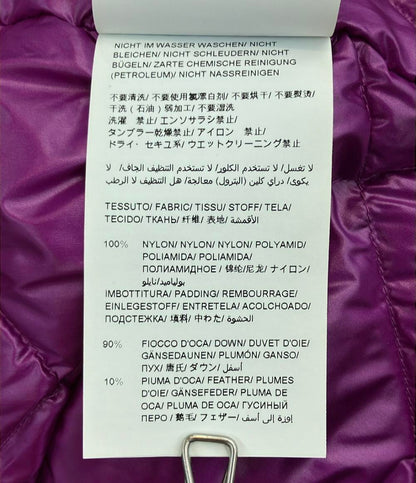 NICHT IM WASSER WASCHEN/ NICHT
BLEICHEN/ NICHT SCHLEUDERN/ NICHT
BÜGELN/ ZARTE CHEMISCHE REINIGUNG
(PETROLEUM)/ NICHT NASSREINIGEN
不要清洗/ 不要使用氯漂白剂/ 不要烘干/ 不要熨烫/
干洗 (石油) 弱加工/ 不要湿洗
洗濯 禁止/ エンソサラシ禁止/
タンブラー乾燥禁止/ アイロン 禁止/
ドライ・セキユ系/ ウエットクリーニング禁止
لا تغسل/ لا تستخدم الكلور/ لا تستخدم التنظيف الجاف/ لا
يكوى/ دراي كلين (البترول) معالجة/ هل التنظيف لا الرطب
TESSUTO/ FABRIC/ TISSU/ STOFF/ TELA/
TECIDO/ ТКАНЬ/ 纤维/ 表地/ الأقمشة/
100% NYLON/ NYLON/ NYLON/ POLYAMID/
POLIAMIDA/ POLIAMIDA/
ПОЛИАМИДНОЕ / 锦纶/尼龙/ ナイロン/
بولياميد/نايلو
IMBOTTITURA/ PADDING/ REMBOURRAGE/
EINLEGESTOFF/ ENTRETELA/ ACOLCHOADO/
ПОДСТЕЖКА/ 填料/ 中わた/ الحشوة/
90% FIOCCO D'OCA/ DOWN/ DUVET D'OIE/
GÄNSEDAUNEN/ PLUMÓN/ GANSO/
ПУХ/ 唐氏/ ダウン/ أسفل/
10% PIUMA D'OCA/ FEATHER/ PLUMES
D'OIE/ GÄNSEFEDER/ PLUMA DE
OCA/ PLUMA DE OCA/ ГУСИНЫЙ
ПЕРО / 鹅毛/ フェザー/ إوزة إلى أسف/